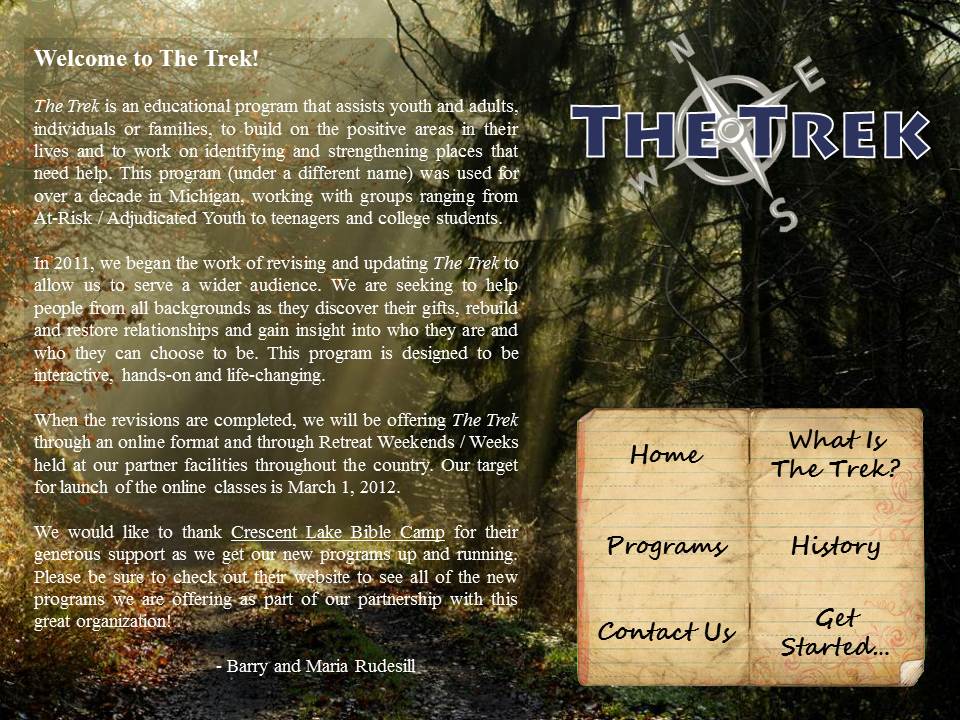 Welcome to The Trek!
The Trek is an educational program that assists youth and adults,
individuals or families, to build on the positive areas in their
lives and to work on identifying and strengthening places that
need help. This program (under a different name) was used for
over a decade in Michigan, working with groups ranging from
At-Risk / Adjudicated Youth to teenagers and college students.
In 2011, we began the work of revising and updating The Trek to
allow us to serve a wider audience. We are seeking to help
people from all backgrounds as they discover their gifts, rebuild
and restore relationships and gain insight into who they are and
who they can choose to be. This program is designed to be
interactive, hands-on and life-changing.
When the revisions are completed, we will be offering The Trek
through an online format and through Retreat Weekends / Weeks
held at our partner facilities throughout the country. Our target
for launch of the online classes is March 1, 2012.
We would like to thank Crescent Lake Bible Camp for their
generous support as we get our new programs up and running.
Please be sure to check out their website to see all of the new
programs we are offering as part of our partnership with this
great organization!
- Barry and Maria Rudesill
N
E
THE TREK
W
S
Home
What Is
The Trek?
Programs
History
Contact Us
Get
Started...